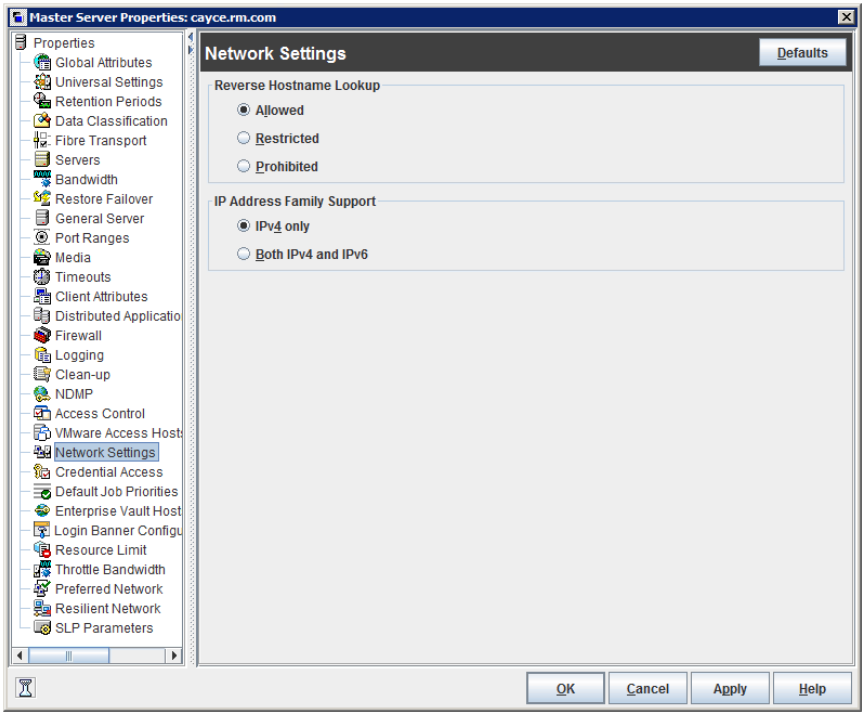 Master Server Properties: cayce.rm.com
Properties
Global Attributes
Universal Settings
Retention Periods
Data Classification
Fibre Transport
Servers
Bandwidth
Restore Failover
General Server
Port Ranges
Media
Timeouts
Client Attributes
Distributed Applicatio
Firewall
Logging
Clean-up
NDMP
Access Control
VMware Access Hosts
Network Settings
Credential Access
Default Job Priorities
Enterprise Vault Host
Login Banner Configu
Resource Limit
Throttle Bandwidth
Preferred Network
Resilient Network
SLP Parameters
Network Settings
Defaults
Reverse Hostname Lookup
Allowed
Restricted
Prohibited
IP Address Family Support
IPv4 only
Both IPv4 and IPv6
OK
Cancel
Apply
Help